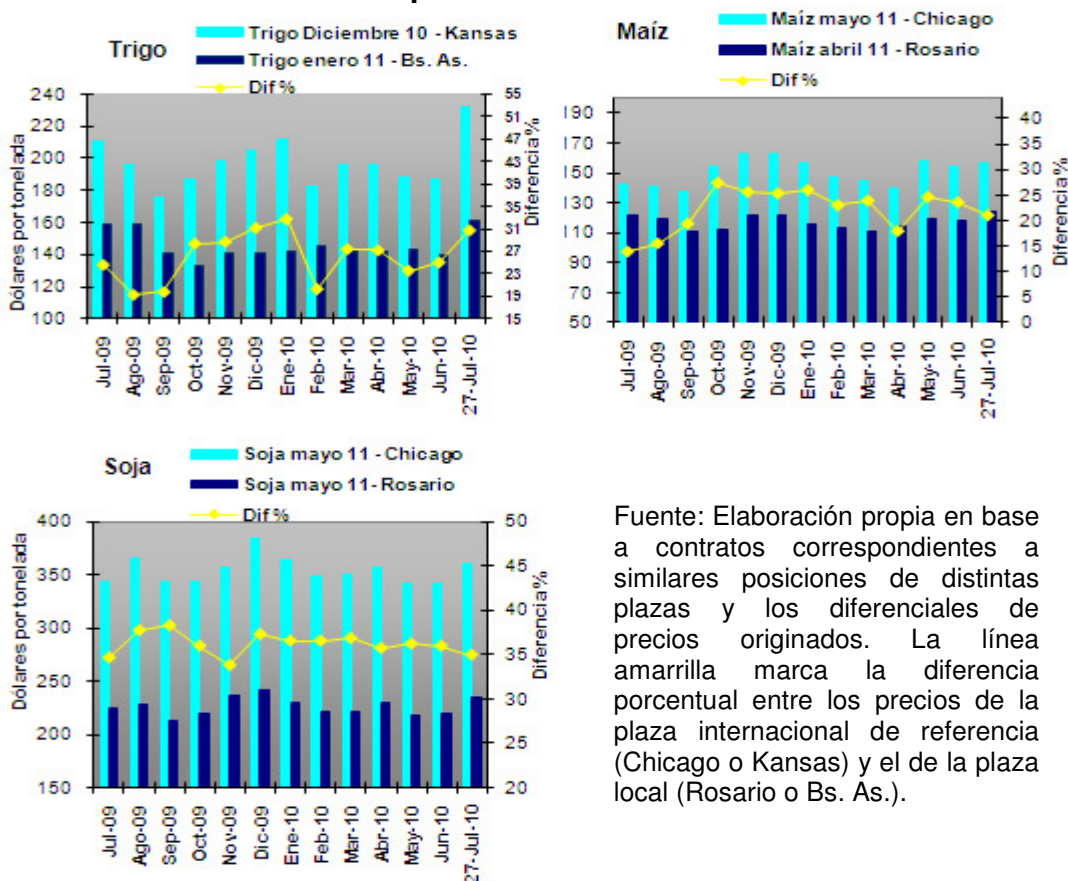 Trigo
Trigo Diciembre 10 - Kansas
Trigo enero 11 - Bs. As.
Dif %
Dólares por tonelada
240
220
200
180
160
140
120
100
55
51
47
43
39
35
31
27
23
19
15
Diferencia %
Jul-09
Ago-09
Sep-09
Oct-09
Nov-09
Dic-09
Ene-10
Feb-10
Mar-10
Abr-10
May-10
Jun-10
27-Jul-10
Maíz
Maíz mayo 11 - Chicago
Maíz abril 11 - Rosario
Dif %
190
170
150
130
110
90
70
50
40
35
30
25
20
15
10
5
0
Diferencia %
Jul-09
Ago-09
Sep-09
Oct-09
Nov-09
Dic-09
Ene-10
Feb-10
Mar-10
Abr-10
May-10
Jun-10
27-Jul-10
Soja
Soja mayo 11 - Chicago
Soja mayo 11 - Rosario
Dif %
Dólares por tonelada
400
350
300
250
200
150
50
45
40
35
30
25
20
Diferencia %
Jul-09
Ago-09
Sep-09
Oct-09
Nov-09
Dic-09
Ene-10
Feb-10
Mar-10
Abr-10
May-10
Jun-10
27-Jul-10
Fuente: Elaboración propia en base
a contratos correspondientes a
similares posiciones de distintas
plazas y los diferenciales de
precios originados. La línea
amarrilla marca la diferencia
porcentual entre los precios de la
plaza internacional de referencia
(Chicago o Kansas) y el de la plaza
local (Rosario o Bs. As.).